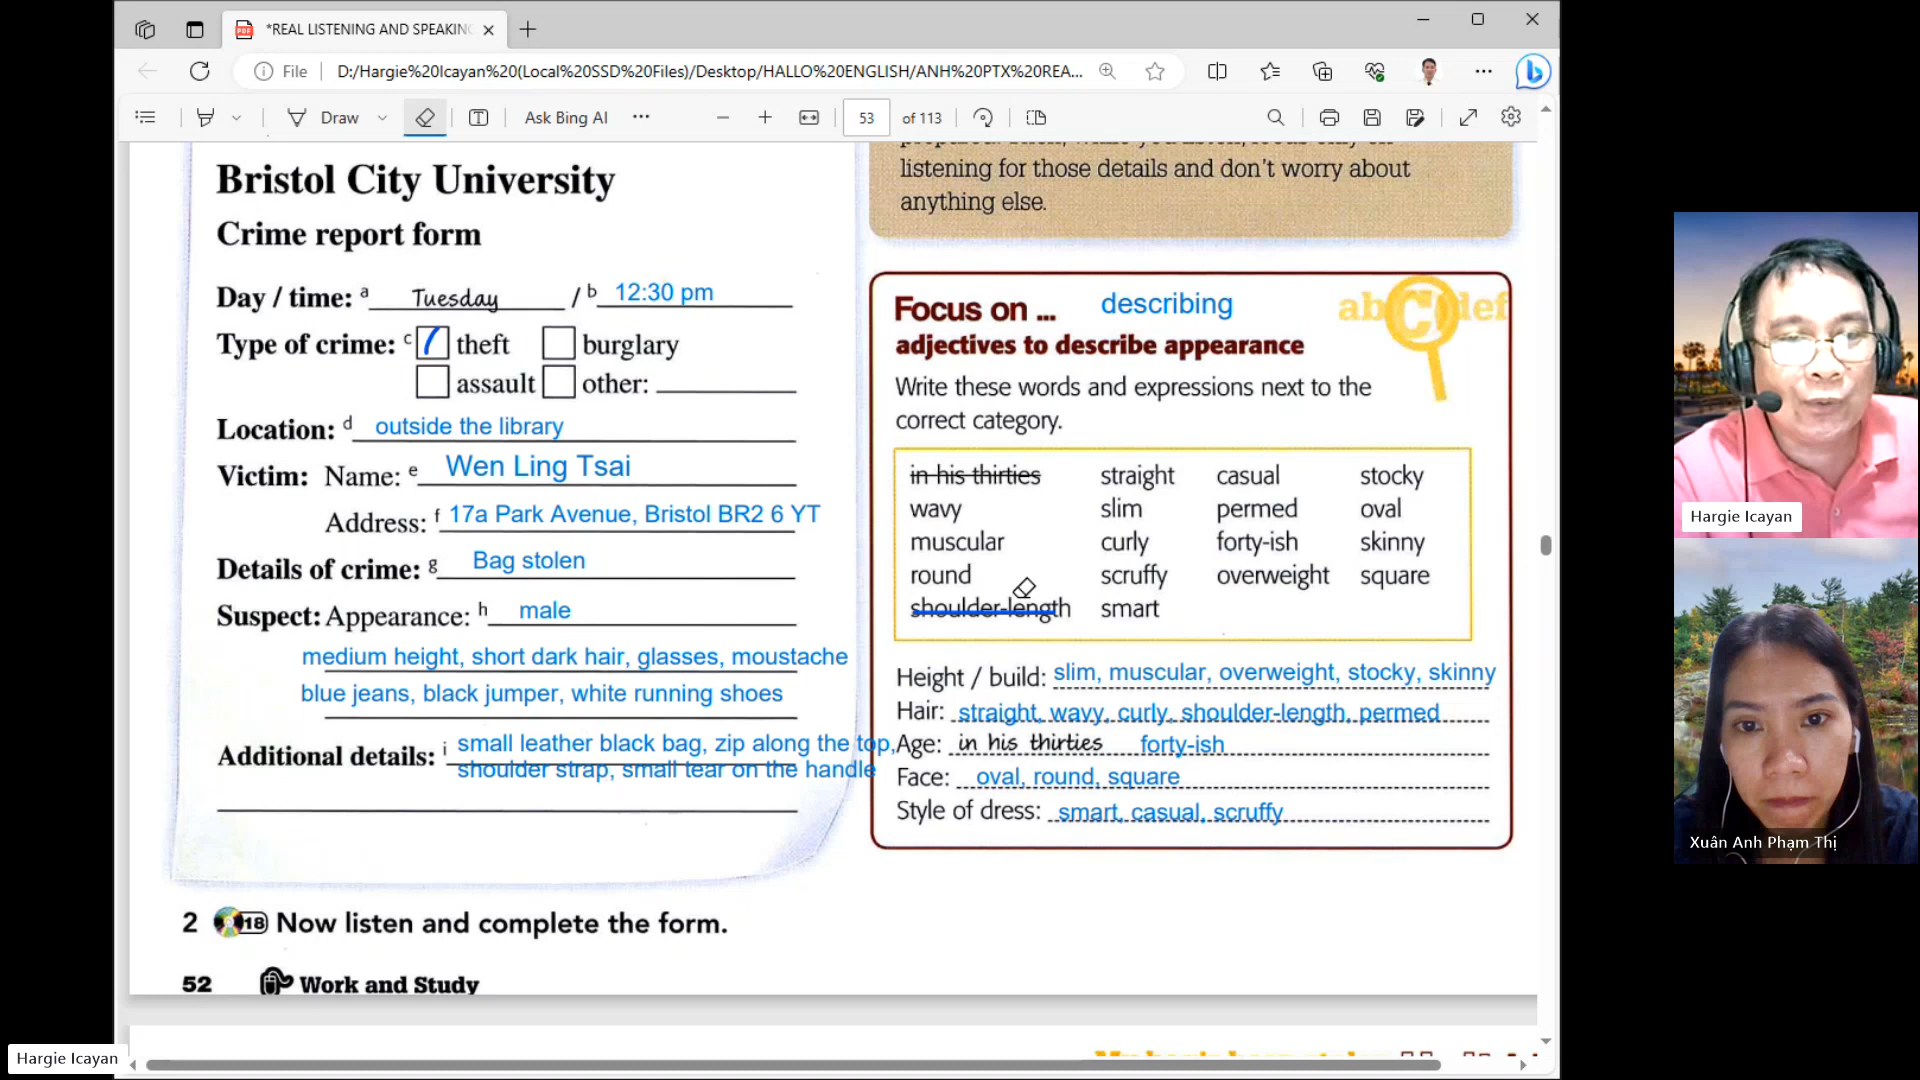 *REAL LISTENING AND SPEAKING
File
D:/Hargie%20Icayan%20(Local%20SSD%20Files)/Desktop/HALLO%20ENGLISH/ANH%20PTX%20REA...
Draw
Ask Bing AI
53
of 113
Bristol City University
Crime report form
Day / time: a Tuesday / b 12:30 pm
Type of crime: c theft burglary
assault other:
Location: d outside the library
Victim: Name: e Wen Ling Tsai
Address: f 17a Park Avenue, Bristol BR2 6 YT
Details of crime: g Bag stolen
Suspect: Appearance: h male
medium height, short dark hair, glasses, moustache
blue jeans, black jumper, white running shoes
Additional details: i small leather black bag, zip along the top,
shoulder strap, small tear on the handle
2 18 Now listen and complete the form.
52 Work and Study
listening for those details and don't worry about
anything else.
Focus on ... describing
abCdef
adjectives to describe appearance
Write these words and expressions next to the
correct category.
in his thirties straight casual stocky
wavy slim permed oval
muscular curly forty-ish skinny
round scruffy overweight square
shoulder-length smart
Height / build: slim, muscular, overweight, stocky, skinny
Hair: straight, wavy, curly, shoulder-length, permed
Age: in his thirties forty-ish
Face: oval, round, square
Style of dress: smart, casual, scruffy
Hargie Icayan
Xuân Anh Phạm Thị
Hargie Icayan